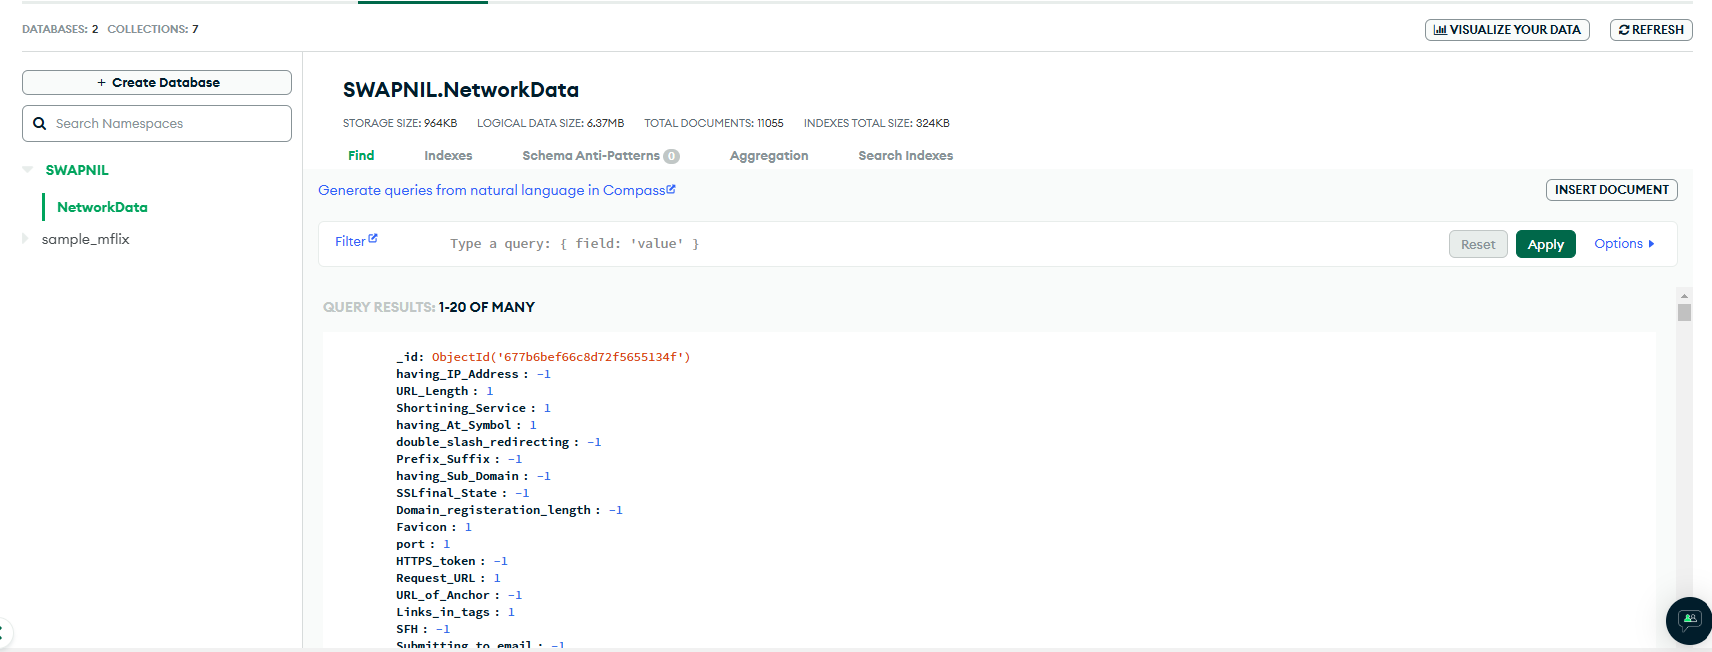 DATABASES: 2 COLLECTIONS: 7
VISUALIZE YOUR DATA
REFRESH
+ Create Database
Search Namespaces
SWAPNIL
NetworkData
sample_mflix
SWAPNIL.NetworkData
STORAGE SIZE: 964KB LOGICAL DATA SIZE: 6.37MB TOTAL DOCUMENTS: 11055 INDEXES TOTAL SIZE: 324KB
Find Indexes Schema Anti-Patterns 0 Aggregation Search Indexes
Generate queries from natural language in Compass
INSERT DOCUMENT
Filter Type a query: { field: 'value' } Reset Apply Options
QUERY RESULTS: 1-20 OF MANY
_id: ObjectId('677b6bef66c8d72f5655134f')
having_IP_Address : -1
URL_Length : 1
Shortining_Service : 1
having_At_Symbol : 1
double_slash_redirecting : -1
Prefix_Suffix : -1
having_Sub_Domain : -1
SSLfinal_State : -1
Domain_registeration_length : -1
Favicon : 1
port : 1
HTTPS_token : -1
Request_URL : 1
URL_of_Anchor : -1
Links_in_tags : 1
SFH : -1
Submitting_to_email : -1